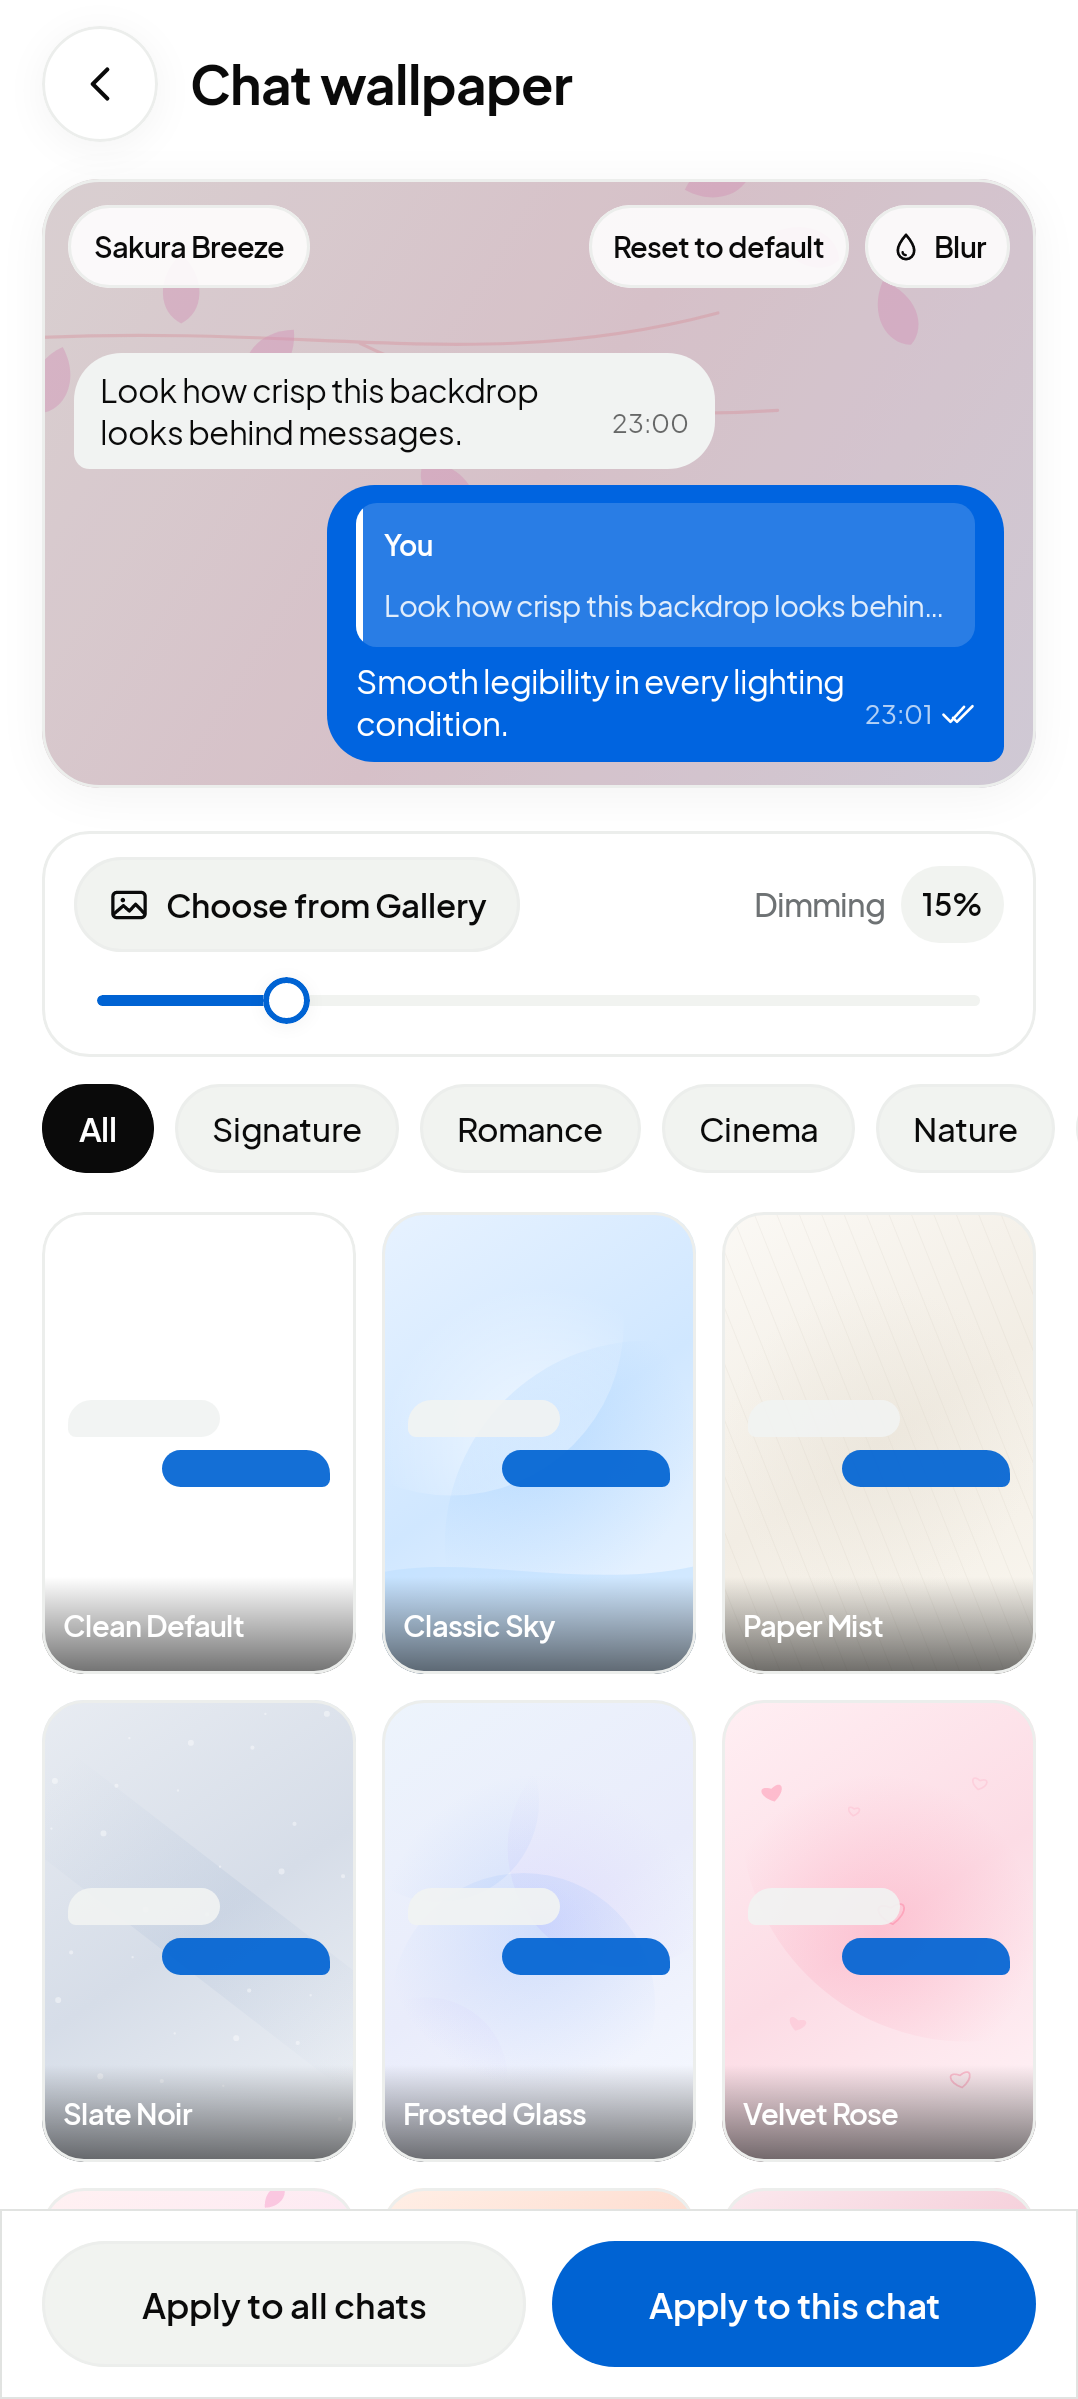 Chat wallpaper
Sakura Breeze
Reset to default
Blur
Look how crisp this backdrop
looks behind messages.
23:00
You
Look how crisp this backdrop looks behin...
Smooth legibility in every lighting
condition.
23:01
Choose from Gallery
Dimming
15%
All
Signature
Romance
Cinema
Nature
Clean Default
Classic Sky
Paper Mist
Slate Noir
Frosted Glass
Velvet Rose
Apply to all chats
Apply to this chat